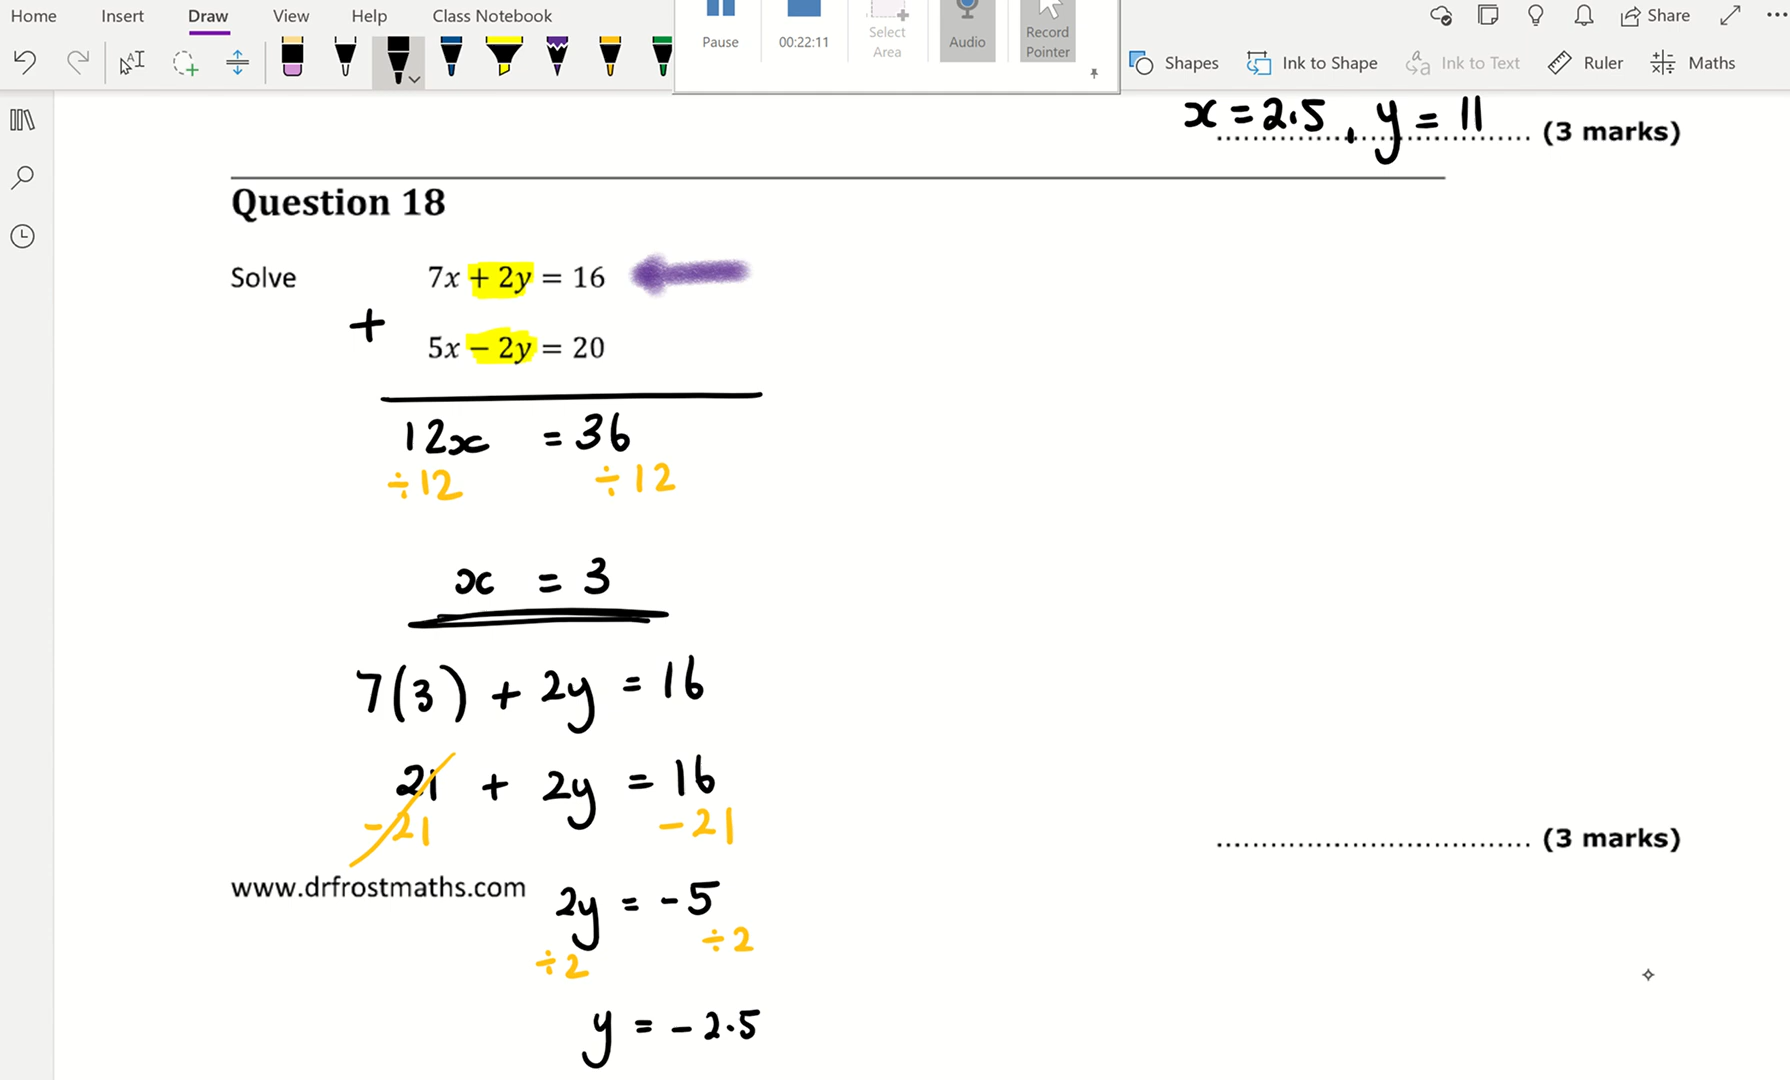 Home Insert Draw View Help Class Notebook
Pause 00:22:11 Select Area Audio Record Pointer
Share
Shapes Ink to Shape Ink to Text Ruler Maths
x = 2.5, y = 11 (3 marks)
Question 18
Solve 7x + 2y = 16
+
5x − 2y = 20
12x = 36
÷12 ÷12
x = 3
7(3) + 2y = 16
21 + 2y = 16
-21 -21
(3 marks)
www.drfrostmaths.com
2y = -5
÷2 ÷2
y = -2.5